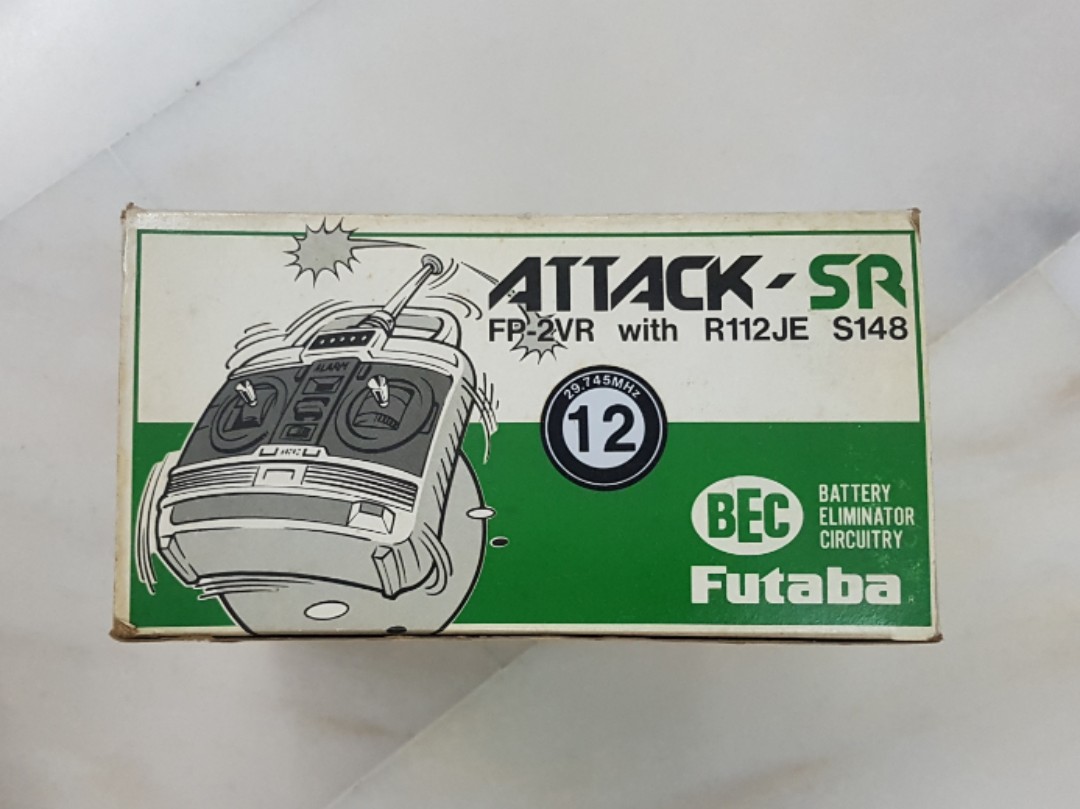 ATTACK-SR
FP-2VR with R112JE S148
29.745MHz
12
ALARM
BEC
BATTERY
ELIMINATOR
CIRCUITRY
Futaba